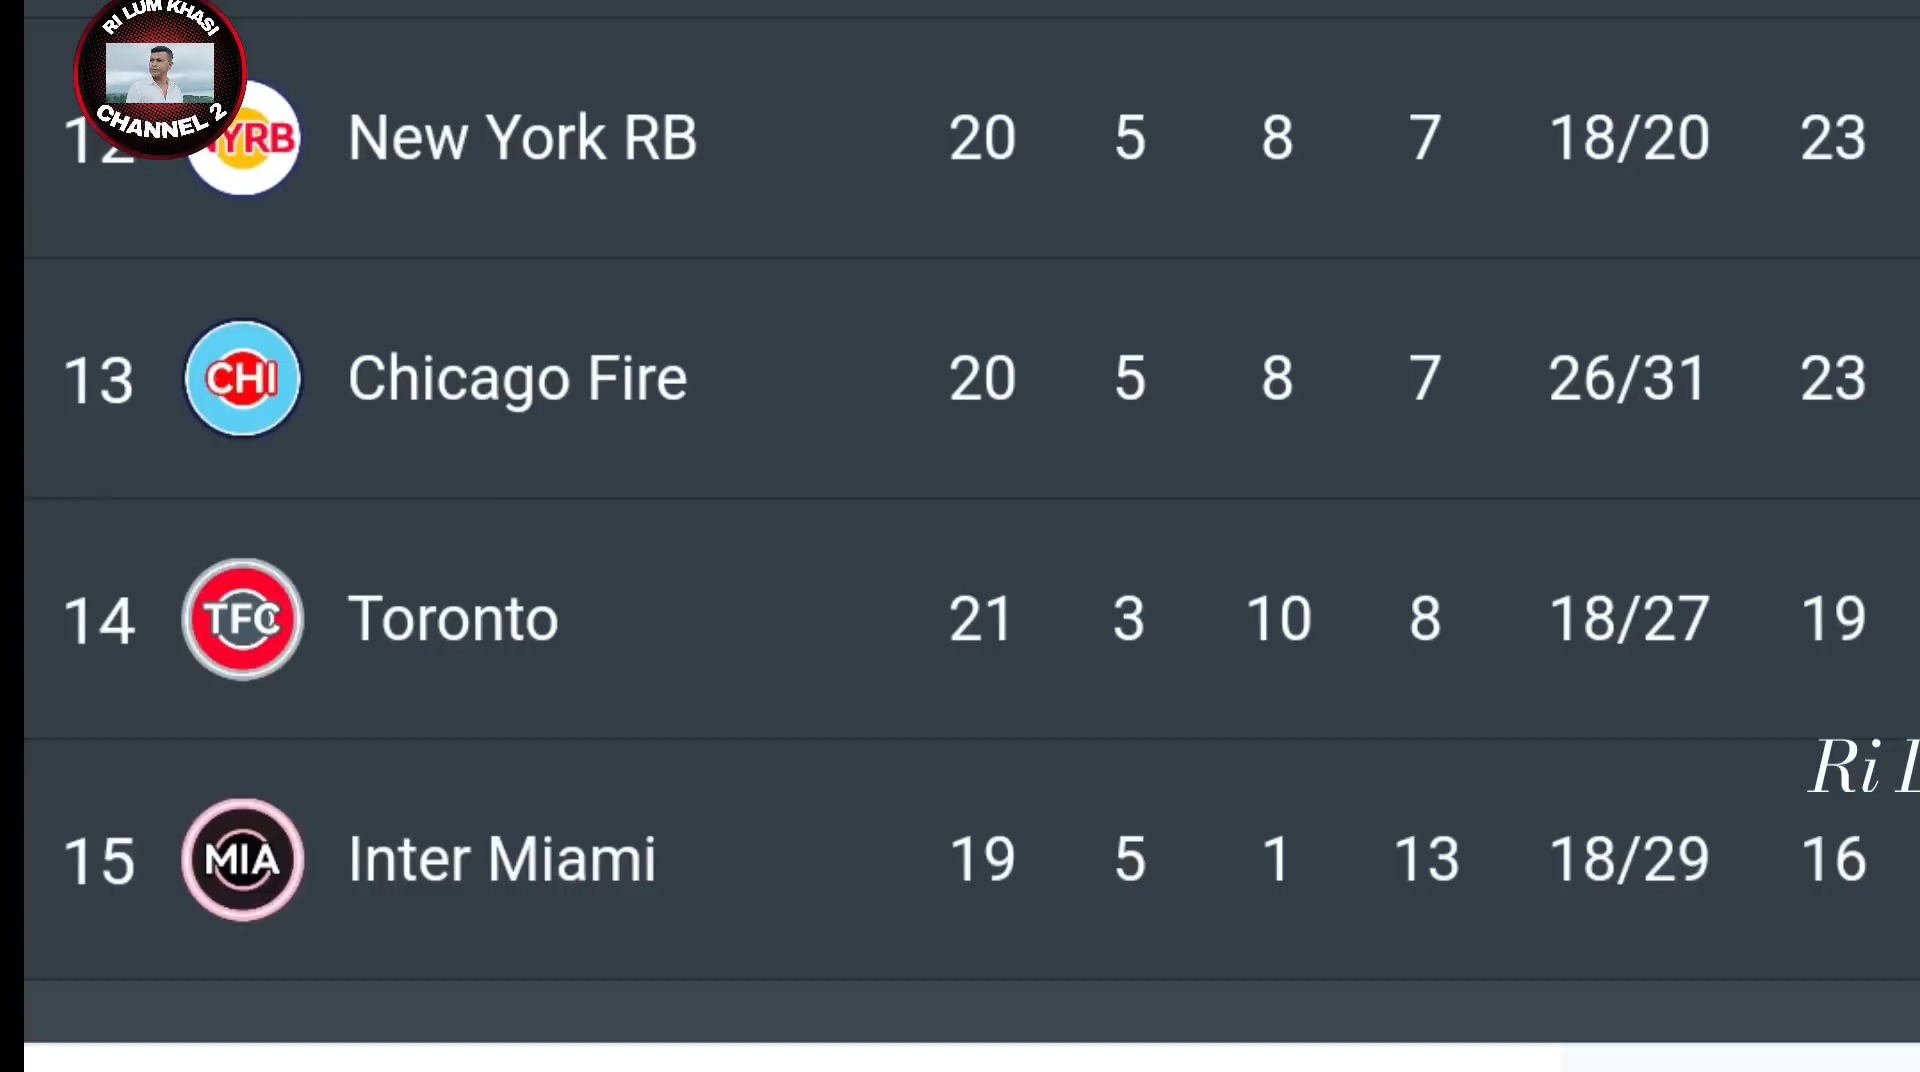 RI LUM KHASI
CHANNEL 2
12 YRB New York RB 20 5 8 7 18/20 23
13 CHI Chicago Fire 20 5 8 7 26/31 23
14 TFC Toronto 21 3 10 8 18/27 19
Ri
15 MIA Inter Miami 19 5 1 13 18/29 16